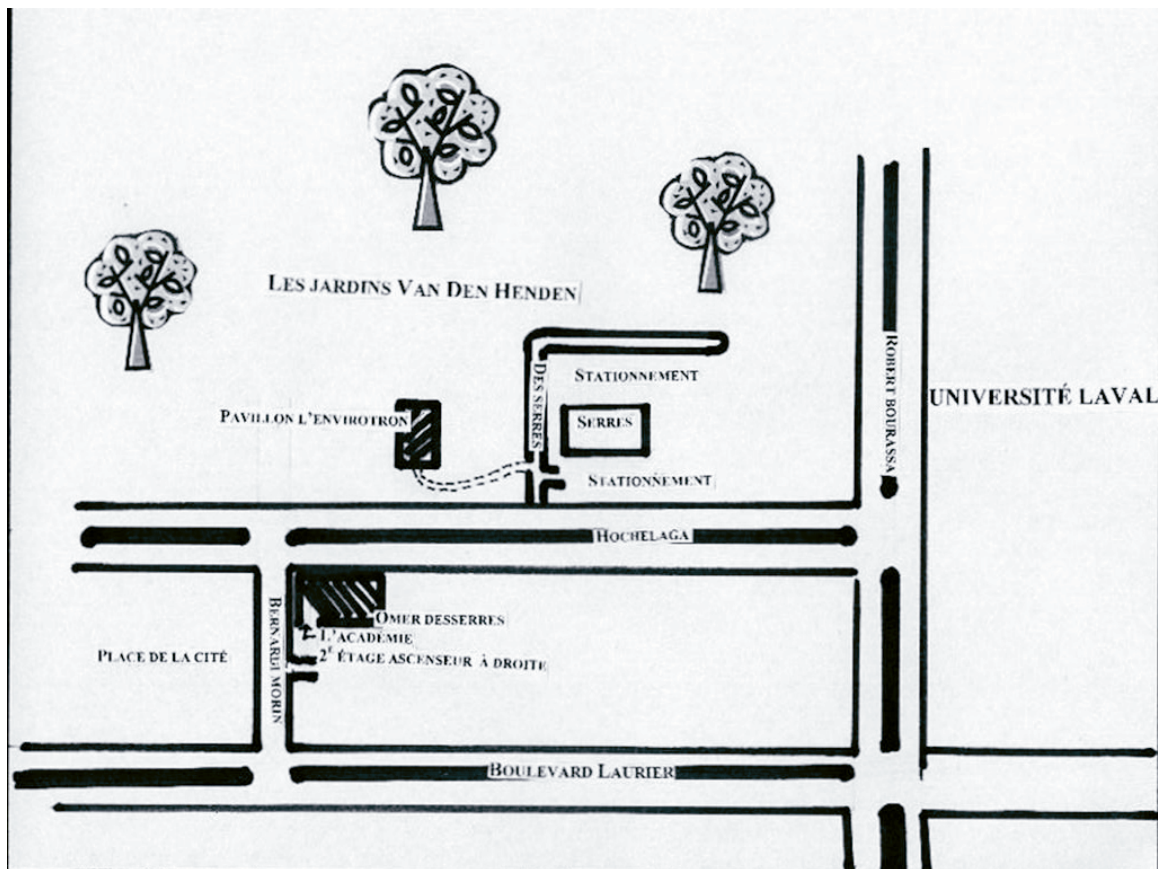 LES JARDINS VAN DEN HENDEN
DES SERRES
STATIONNEMENT
PAVILLON L'ENVIROTRON
SERRES
STATIONNEMENT
ROBERT BOURASSA
UNIVERSITÉ LAVAL
HOCHELAGA
BERNARDI MORIN
OMER DESSERRES
L'ACADÉMIE
2E ÉTAGE ASCENSEUR À DROITE
PLACE DE LA CITÉ
BOULEVARD LAURIER